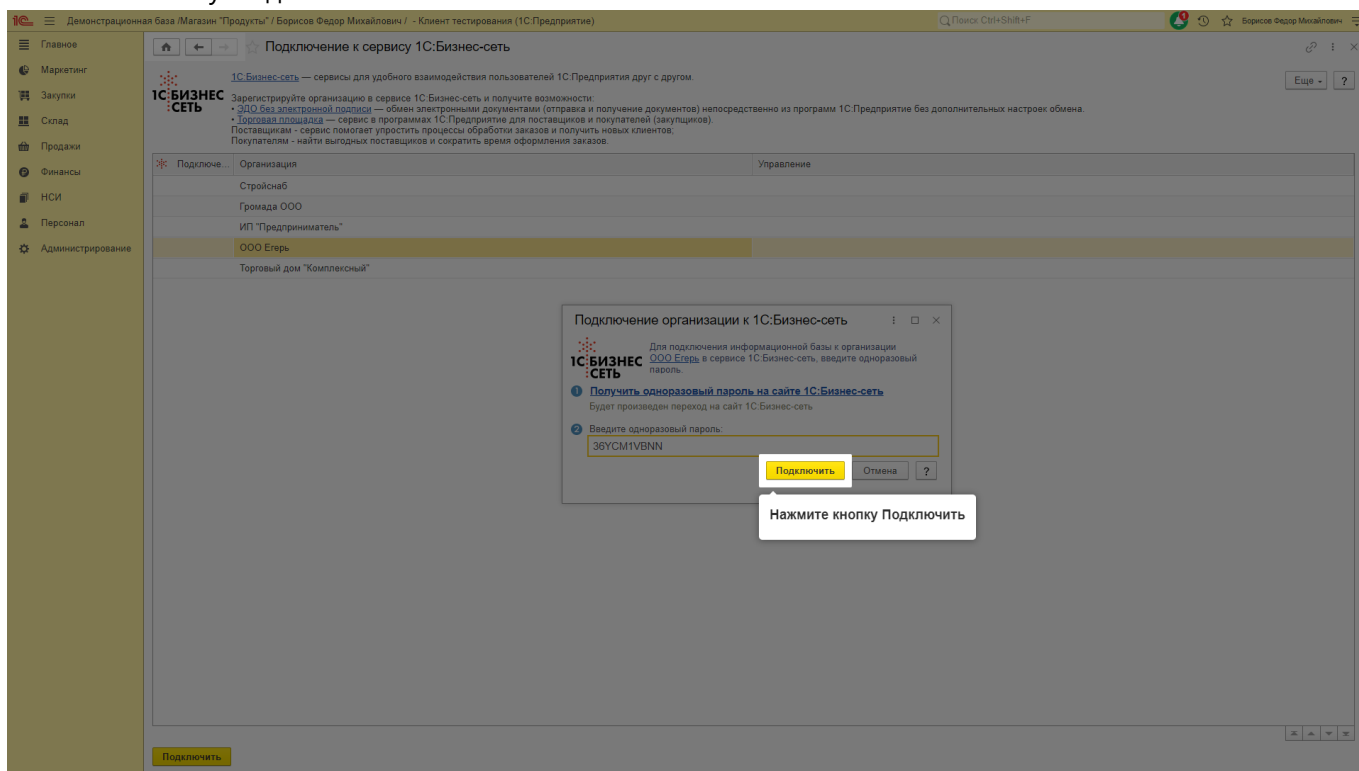 Демонстрационная база /Магазин "Продукты" / Борисов Федор Михайлович / - Клиент тестирования (1С:Предприятие)
Поиск Ctrl+Shift+F
Борисов Федор Михайлович
Главное
Маркетинг
Закупки
Склад
Продажи
Финансы
НСИ
Персонал
Администрирование
Подключение к сервису 1С:Бизнес-сеть
1С БИЗНЕС СЕТЬ
1С:Бизнес-сеть — сервисы для удобного взаимодействия пользователей 1С:Предприятия друг с другом.
Еще
?
Зарегистрируйте организацию в сервисе 1С:Бизнес-сеть и получите возможности:
• ЭДО без электронной подписи — обмен электронными документами (отправка и получение документов) непосредственно из программ 1С:Предприятие без дополнительных настроек обмена.
• Торговая площадка — сервис в программах 1С:Предприятие для поставщиков и покупателей (закупщиков).
Поставщикам - сервис помогает упростить процессы обработки заказов и получить новых клиентов;
Покупателям - найти выгодных поставщиков и сократить время оформления заказов.
Подключе... Организация Управление
Стройснаб
Громада ООО
ИП "Предприниматель"
ООО Егерь
Торговый дом "Комплексный"
Подключение организации к 1С:Бизнес-сеть
1С БИЗНЕС СЕТЬ
Для подключения информационной базы к организации
ООО Егерь в сервисе 1С:Бизнес-сеть, введите одноразовый
пароль.
1 Получить одноразовый пароль на сайте 1С:Бизнес-сеть
Будет произведен переход на сайт 1С:Бизнес-сеть
2 Введите одноразовый пароль:
36YCM1VBNN
Подключить Отмена ?
Нажмите кнопку Подключить
Подключить